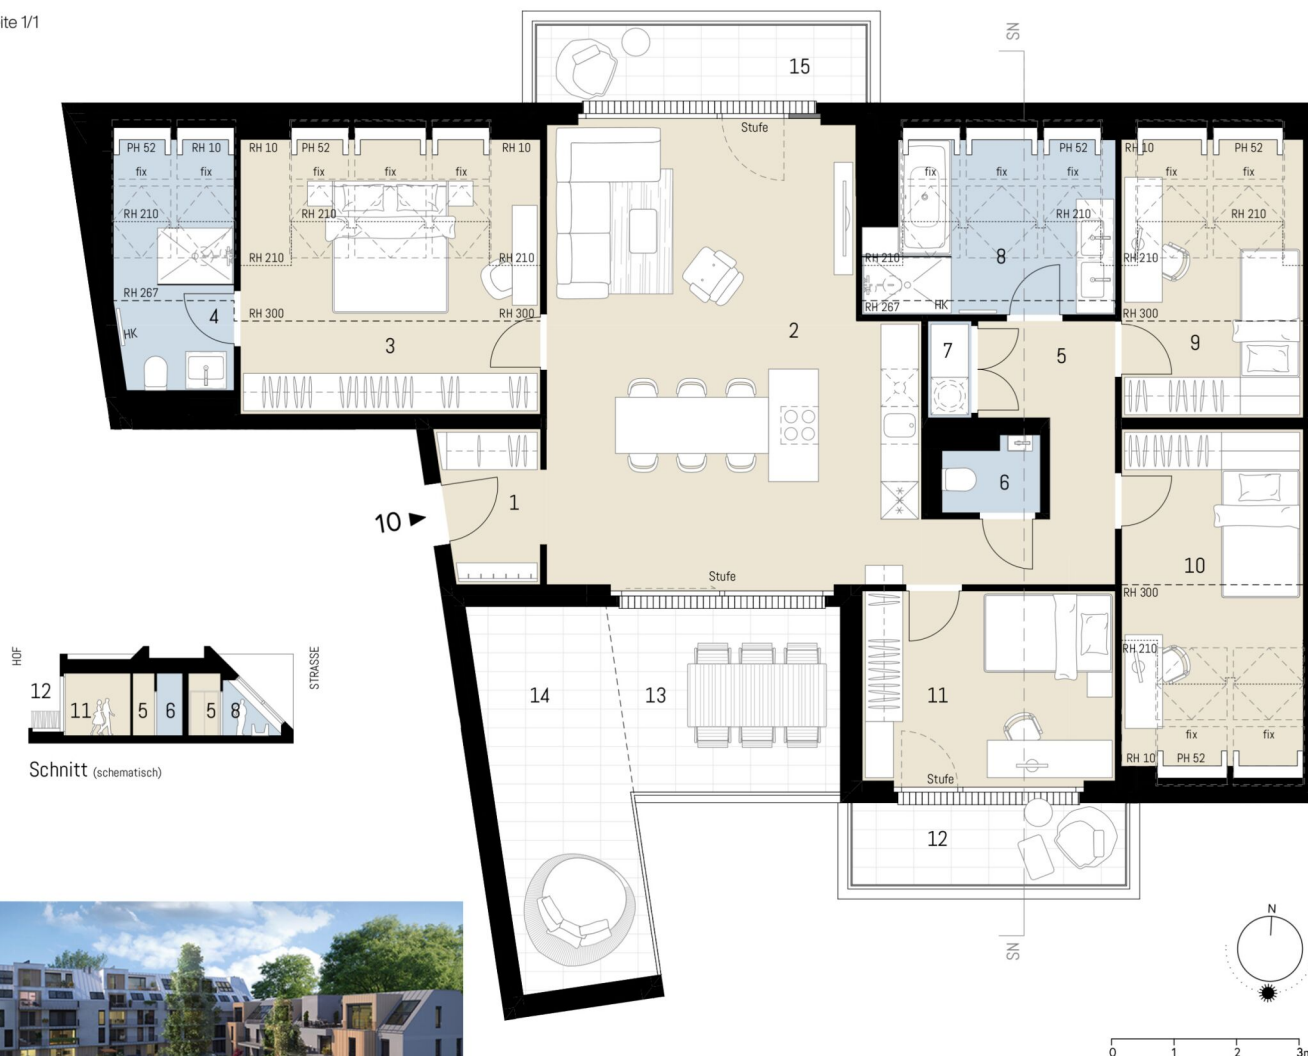 ite 1/1
SN
15
Stufe
PH 52
RH 10
RH 10
PH 52
RH 10
PH 52
RH 10
PH 52
fix
fix
fix
fix
fix
fix
fix
fix
fix
fix
RH 210
RH 210
RH 210
RH 210
RH 210
RH 210
8
RH 210
RH 210
RH 267
RH 267
HK
4
RH 300
RH 300
RH 300
HK
3
2
7
5
9
1
6
10
10
Stufe
RH 300
RH 210
HOF
STRASSE
12
11
5
6
5
8
14
13
11
fix
fix
RH 10
PH 52
Schnitt (schematisch)
Stufe
12
N
SN
0
1
2
3m